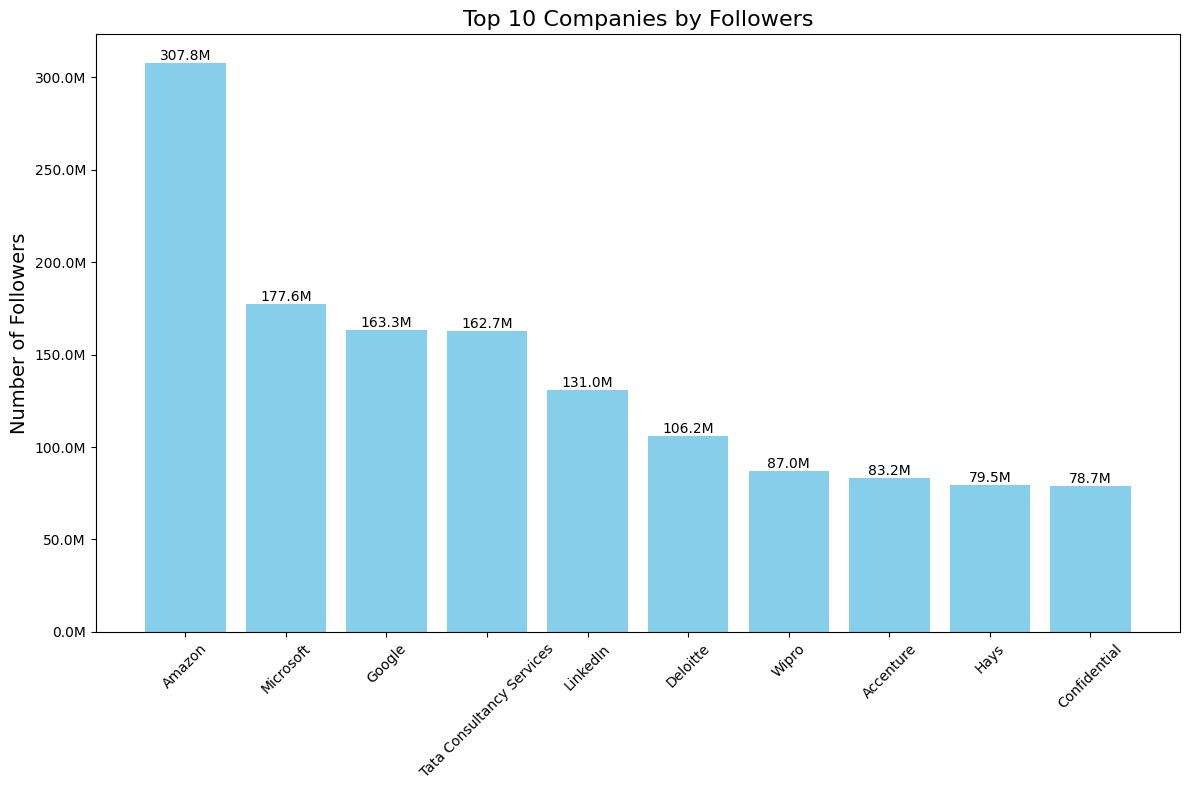 Top 10 Companies by Followers
Number of Followers
300.0M
250.0M
200.0M
150.0M
100.0M
50.0M
0.0M
307.8M
177.6M
163.3M
162.7M
131.0M
106.2M
87.0M
83.2M
79.5M
78.7M
Amazon
Microsoft
Google
Tata Consultancy Services
LinkedIn
Deloitte
Wipro
Accenture
Hays
Confidential